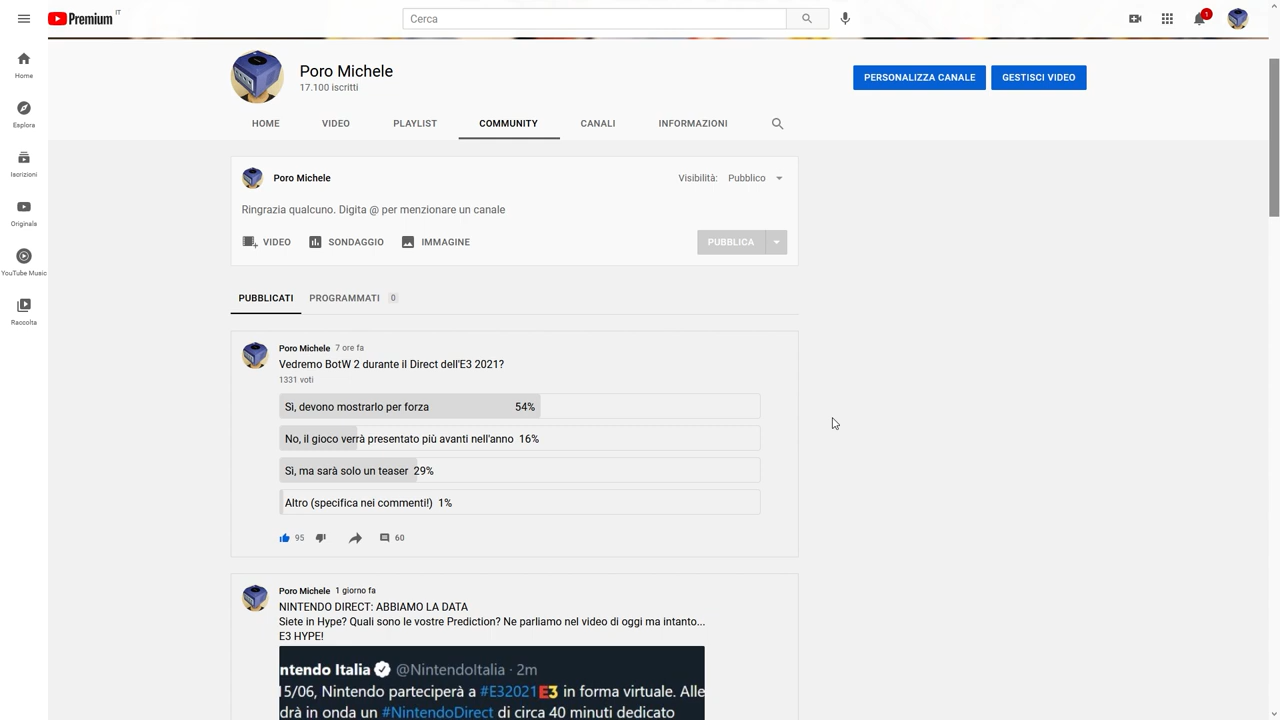 Premium IT
Cerca
1
Home
Esplora
Iscrizioni
Originals
YouTube Music
Raccolta
Poro Michele
17.100 iscritti
PERSONALIZZA CANALE
GESTISCI VIDEO
HOME
VIDEO
PLAYLIST
COMMUNITY
CANALI
INFORMAZIONI
Poro Michele
Visibilità: Pubblico
Ringrazia qualcuno. Digita @ per menzionare un canale
VIDEO
SONDAGGIO
IMMAGINE
PUBBLICA
PUBBLICATI
PROGRAMMATI 0
Poro Michele 7 ore fa
Vedremo BotW 2 durante il Direct dell'E3 2021?
1331 voti
Sì, devono mostrarlo per forza 54%
No, il gioco verrà presentato più avanti nell'anno 16%
Sì, ma sarà solo un teaser 29%
Altro (specifica nei commenti!) 1%
95
60
Poro Michele 1 giorno fa
NINTENDO DIRECT: ABBIAMO LA DATA
Siete in Hype? Quali sono le vostre Prediction? Ne parliamo nel video di oggi ma intanto...
E3 HYPE!
ntendo Italia @NintendoItalia · 2m
15/06, Nintendo parteciperà a #E32021 E3 in forma virtuale. Alle
drà in onda un #NintendoDirect di circa 40 minuti dedicato